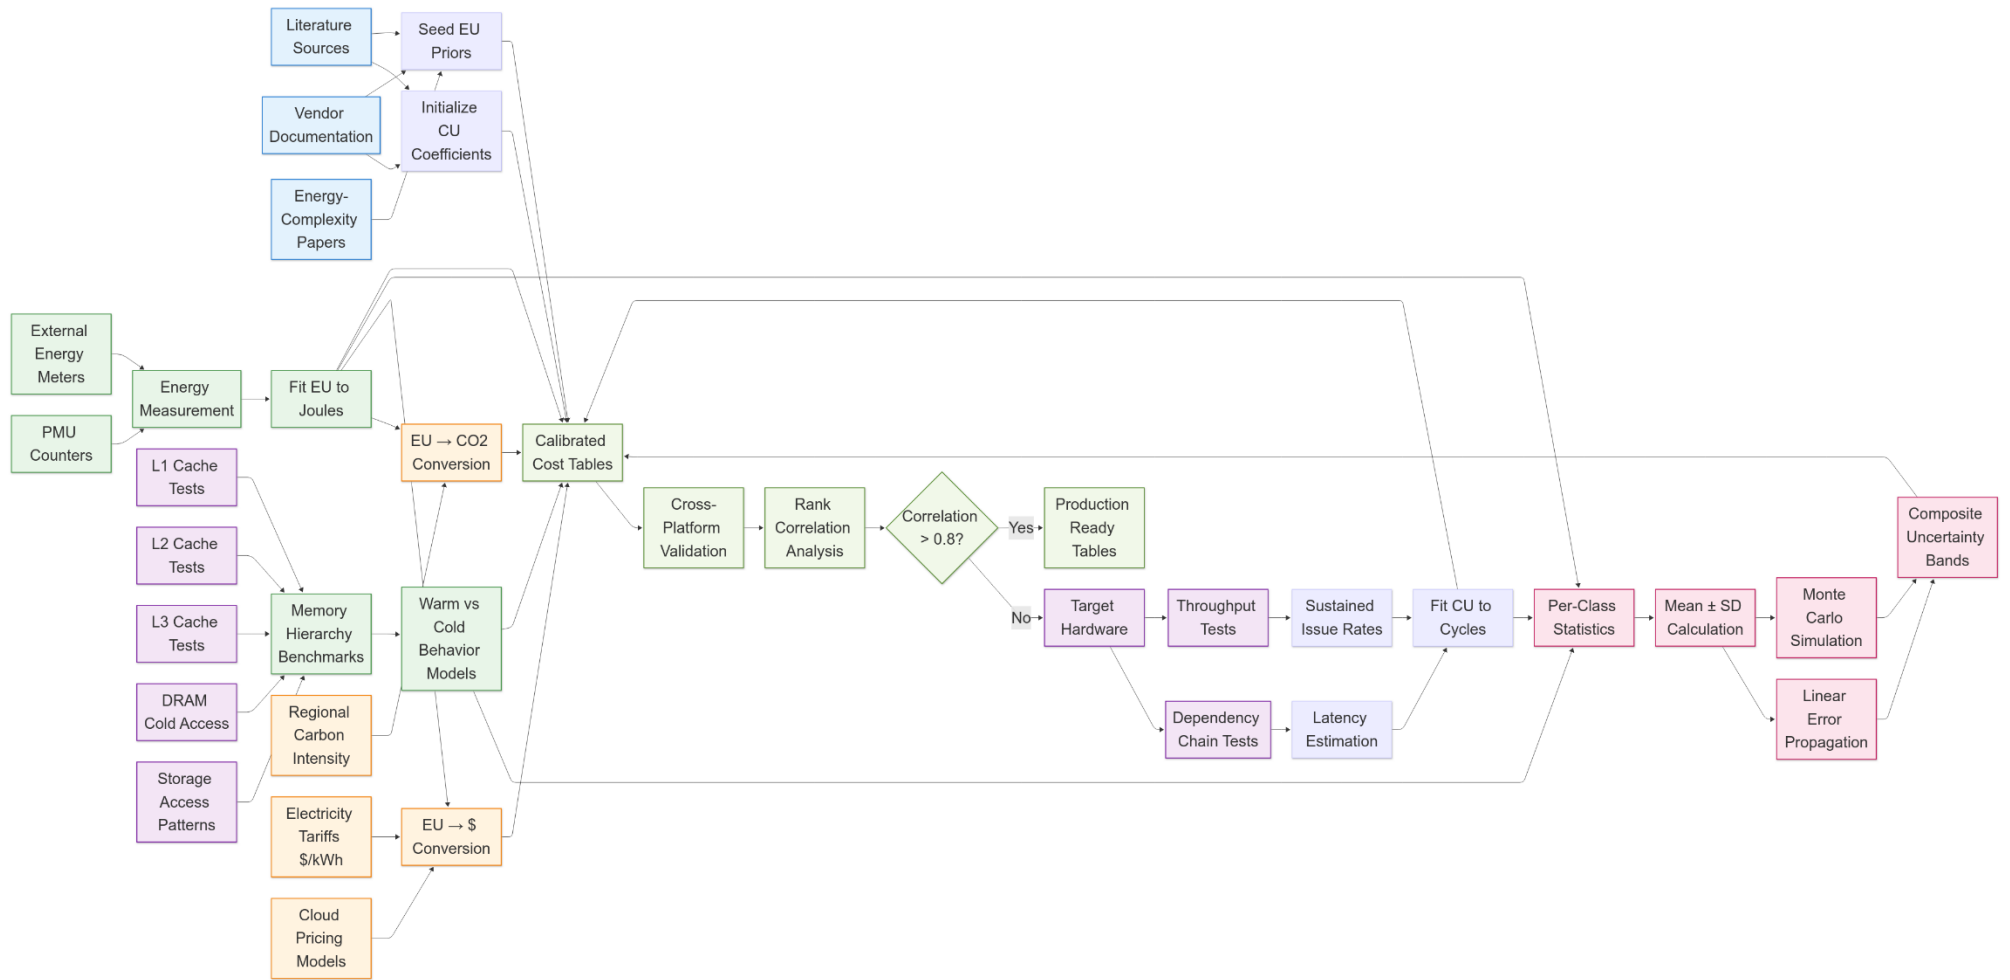 Literature
Sources
Seed EU
Priors
Vendor
Documentation
Initialize
CU
Coefficients
Energy-
Complexity
Papers
External
Energy
Meters
PMU
Counters
Energy
Measurement
Fit EU to
Joules
L1 Cache
Tests
L2 Cache
Tests
L3 Cache
Tests
DRAM
Cold Access
Storage
Access
Patterns
Memory
Hierarchy
Benchmarks
Regional
Carbon
Intensity
Electricity
Tariffs
$/kWh
Cloud
Pricing
Models
EU → CO2
Conversion
Warm vs
Cold
Behavior
Models
EU → $
Conversion
Calibrated
Cost Tables
Cross-
Platform
Validation
Rank
Correlation
Analysis
Correlation
> 0.8?
Yes
Production
Ready
Tables
No
Target
Hardware
Throughput
Tests
Sustained
Issue Rates
Fit CU to
Cycles
Dependency
Chain Tests
Latency
Estimation
Per-Class
Statistics
Mean ± SD
Calculation
Monte
Carlo
Simulation
Linear
Error
Propagation
Composite
Uncertainty
Bands